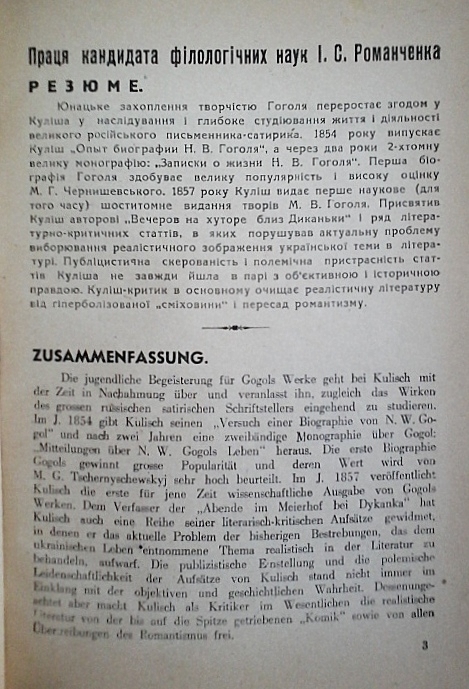 Праця кандидата філологічних наук І. С. Романченка
РЕЗЮМЕ.
Юнацьке захоплення творчістю Гоголя переростає згодом у
Куліша у наслідування і глибоке студіювання життя і діяльності
великого російського письменника-сатирика. 1854 року випускає
Куліш „Опыт биографии Н. В. Гоголя“, а через два роки 2-хтомну
велику монографію: „Записки о жизни Н. В. Гоголя“. Перша біо-
графія Гоголя здобуває велику популярність і високу оцінку
М. Г. Чернишевського. 1857 року Куліш видає перше наукове (для
того часу) шоститомне видання творів М. В. Гоголя. Присвятив
Куліш авторові „Вечеров на хуторе близ Диканьки“ і ряд літера-
турно-критичних статтів, в яких порушував актуальну проблему
виборювання реалістичного зображення української теми в літера-
турі. Публіцистична скерованість і полемічна пристрасність стат-
тів Куліша не завжди йшла в парі з об'єктивною і історичною
правдою. Куліш-критик в основному очищає реалістичну літературу
від гіперболізованої „сміховини“ і пересад романтизму.
ZUSAMMENFASSUNG.
Die jugendliche Begeisterung für Gogols Werke geht bei Kulisch mit
der Zeit in Nachahmung über und veranlasst ihn, zugleich das Wirken
des grossen russischen satirischen Schriftstellers eingehend zu studieren.
Im J. 1854 gibt Kulisch seinen „Versuch einer Biographie von N. W. Go-
gol“ und nach zwei Jahren eine zweibändige Monographie über Gogol:
„Mitteilungen über N. W. Gogols Leben“ heraus. Die erste Biographie
Gogols gewinnt grosse Popularität und deren Wert wird von
M. G. Tschernyschewskyj sehr hoch beurteilt. Im J. 1857 veröffentlicht
Kulisch die erste für jene Zeit wissenschaftliche Ausgabe von Gogols
Werken. Dem Verfasser der „Abende im Meierhof bei Dykanka“ hat
Kulisch auch eine Reihe seiner literarisch-kritischen Aufsätze gewidmet,
in denen er das aktuelle Problem der bisherigen Bestrebungen, das dem
ukrainischen Leben entnommene Thema realistisch in der Literatur zu
behandeln, aufwarf. Die publizistische Enstellung und die polemische
Leidenschaftlichkeit der Aufsätze von Kulisch stand nicht immer im
Einklang mit der objektiven und geschichtlichen Wahrheit. Dessenunge-
achtet aber macht Kulisch als Kritiker im Wesentlichen die realistische
Literatur von der bis auf die Spitze getriebenen „Komik“ sowie von allen
Überzeibungen des Romantismus frei.
3